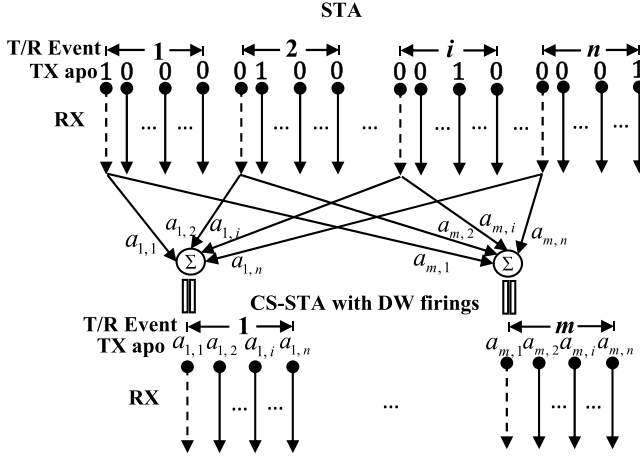 STA
T/R Event 1 2 i n
TX apo 1 0 0 0 0 1 0 0 0 0 1 0 0 0 0 1
RX ... ... ... ... ... ... ... ... ... ...
a1,1 a1,2 a1,i a1,n am,1 am,2 am,i am,n
Σ Σ
CS-STA with DW firings
T/R Event 1 m
TX apo a1,1 a1,2 a1,i a1,n am,1 am,2 am,i am,n
RX ... ... ... ... ...